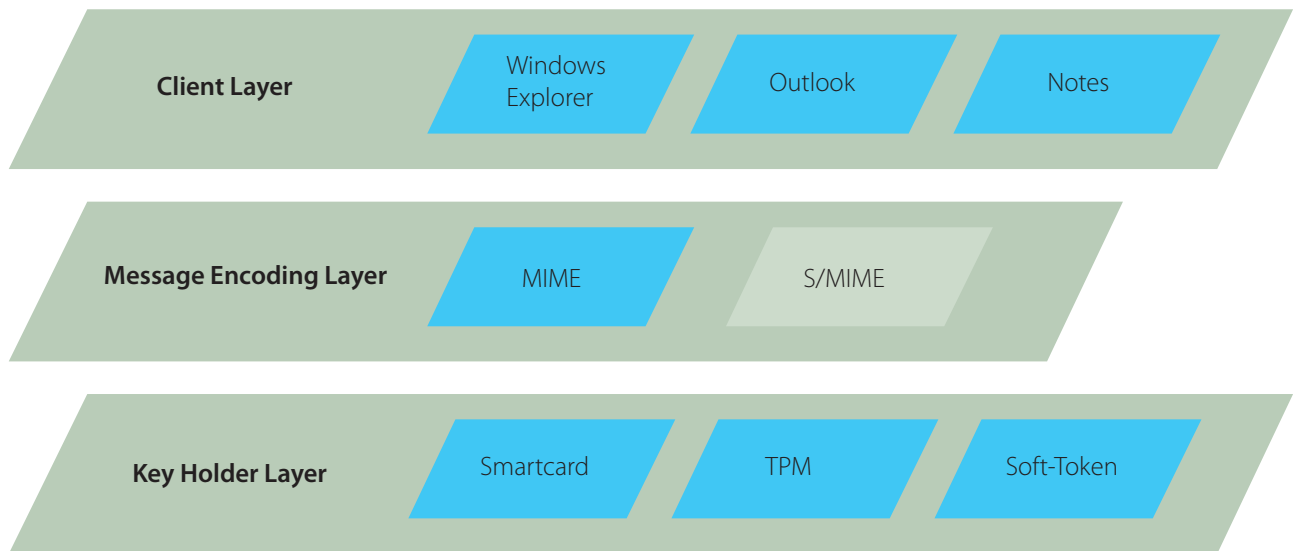 Client Layer
Windows
Explorer
Outlook
Notes
Message Encoding Layer
MIME
S/MIME
Key Holder Layer
Smartcard
TPM
Soft-Token